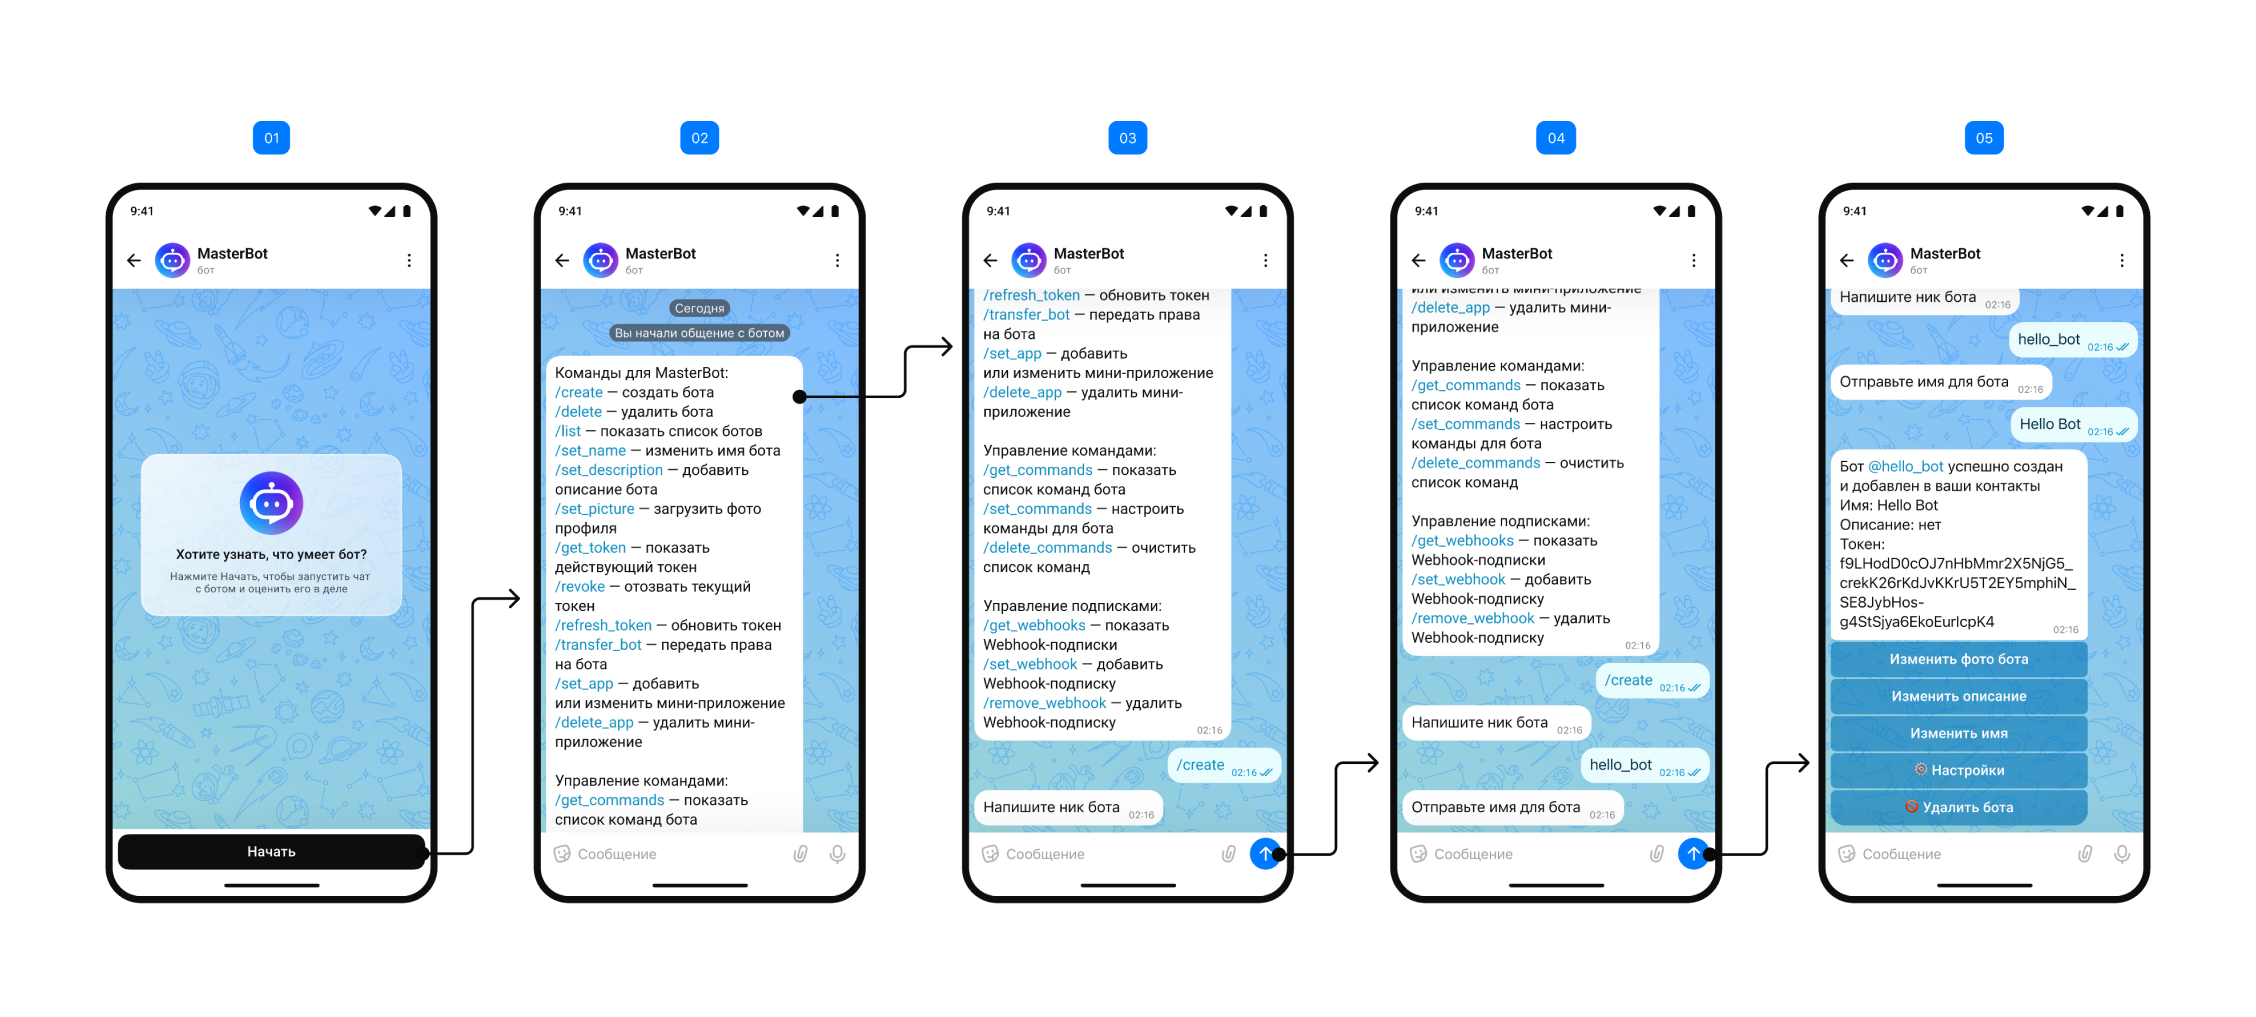 01
9:41
MasterBot
бот
Хотите узнать, что умеет бот?
Нажмите Начать, чтобы запустить чат
с ботом и оценить его в деле
Начать
02
9:41
MasterBot
бот
Сегодня
Вы начали общение с ботом
Команды для MasterBot:
/create — создать бота
/delete — удалить бота
/list — показать список ботов
/set_name — изменить имя бота
/set_description — добавить
описание бота
/set_picture — загрузить фото
профиля
/get_token — показать
действующий токен
/revoke — отозвать текущий
токен
/refresh_token — обновить токен
/transfer_bot — передать права
на бота
/set_app — добавить
или изменить мини-приложение
/delete_app — удалить мини-
приложение
Управление командами:
/get_commands — показать
список команд бота
Сообщение
03
9:41
MasterBot
бот
/refresh_token — обновить токен
/transfer_bot — передать права
на бота
/set_app — добавить
или изменить мини-приложение
/delete_app — удалить мини-
приложение
Управление командами:
/get_commands — показать
список команд бота
/set_commands — настроить
команды для бота
/delete_commands — очистить
список команд
Управление подписками:
/get_webhooks — показать
Webhook-подписки
/set_webhook — добавить
Webhook-подписку
/remove_webhook — удалить
Webhook-подписку
02:16
/create 02:16
Напишите ник бота 02:16
Сообщение
04
9:41
MasterBot
бот
или изменить мини-приложение
/delete_app — удалить мини-
приложение
Управление командами:
/get_commands — показать
список команд бота
/set_commands — настроить
команды для бота
/delete_commands — очистить
список команд
Управление подписками:
/get_webhooks — показать
Webhook-подписки
/set_webhook — добавить
Webhook-подписку
/remove_webhook — удалить
Webhook-подписку
02:16
/create 02:16
Напишите ник бота 02:16
hello_bot 02:16
Отправьте имя для бота 02:16
Сообщение
05
9:41
MasterBot
бот
Напишите ник бота 02:16
hello_bot 02:16
Отправьте имя для бота 02:16
Hello Bot 02:16
Бот @hello_bot успешно создан
и добавлен в ваши контакты
Имя: Hello Bot
Описание: нет
Токен:
f9LHodD0cOJ7nHbMmr2X5NjG5_
crekK26rKdJvKKrU5T2EY5mphiN_
SE8JybHos-
g4StSjya6EkoEurIcpK4
02:16
Изменить фото бота
Изменить описание
Изменить имя
Настройки
Удалить бота
Сообщение